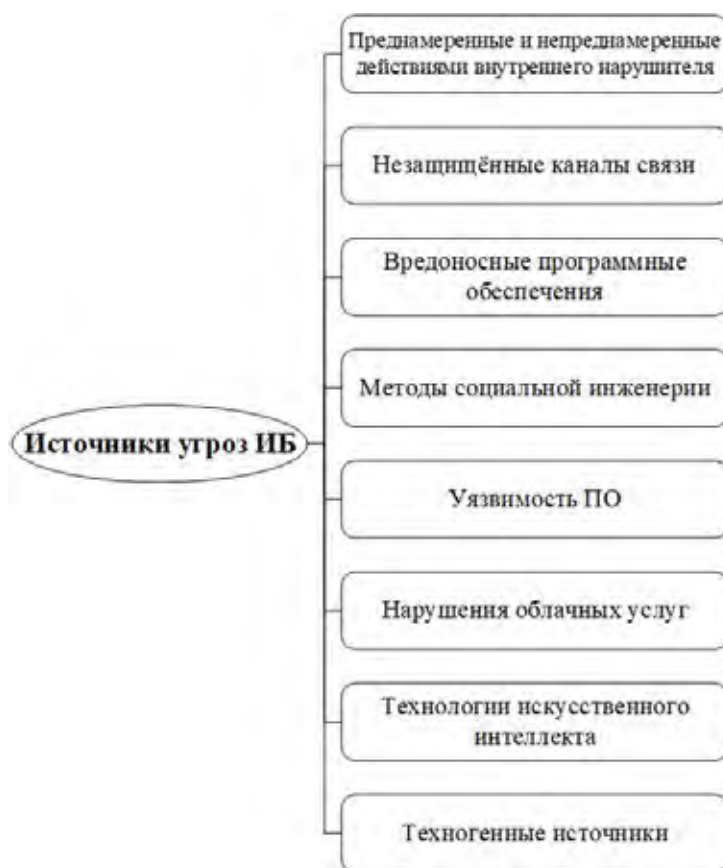 Преднамеренные и непреднамеренные
действиями внутреннего нарушителя
Незащищённые каналы связи
Вредоносные программные
обеспечения
Методы социальной инженерии
Источники угроз ИБ
Уязвимость ПО
Нарушения облачных услуг
Технологии искусственного
интеллекта
Техногенные источники